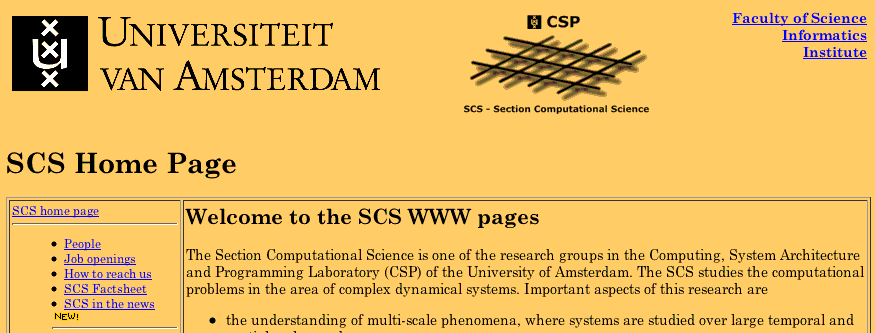 UNIVERSITEIT
VAN AMSTERDAM
CSP
SCS - Section Computational Science
Faculty of Science
Informatics
Institute
SCS Home Page
SCS home page
People
Job openings
How to reach us
SCS Factsheet
SCS in the news
NEW!
Welcome to the SCS WWW pages
The Section Computational Science is one of the research groups in the Computing, System Architecture
and Programming Laboratory (CSP) of the University of Amsterdam. The SCS studies the computational
problems in the area of complex dynamical systems. Important aspects of this research are
the understanding of multi-scale phenomena, where systems are studied over large temporal and